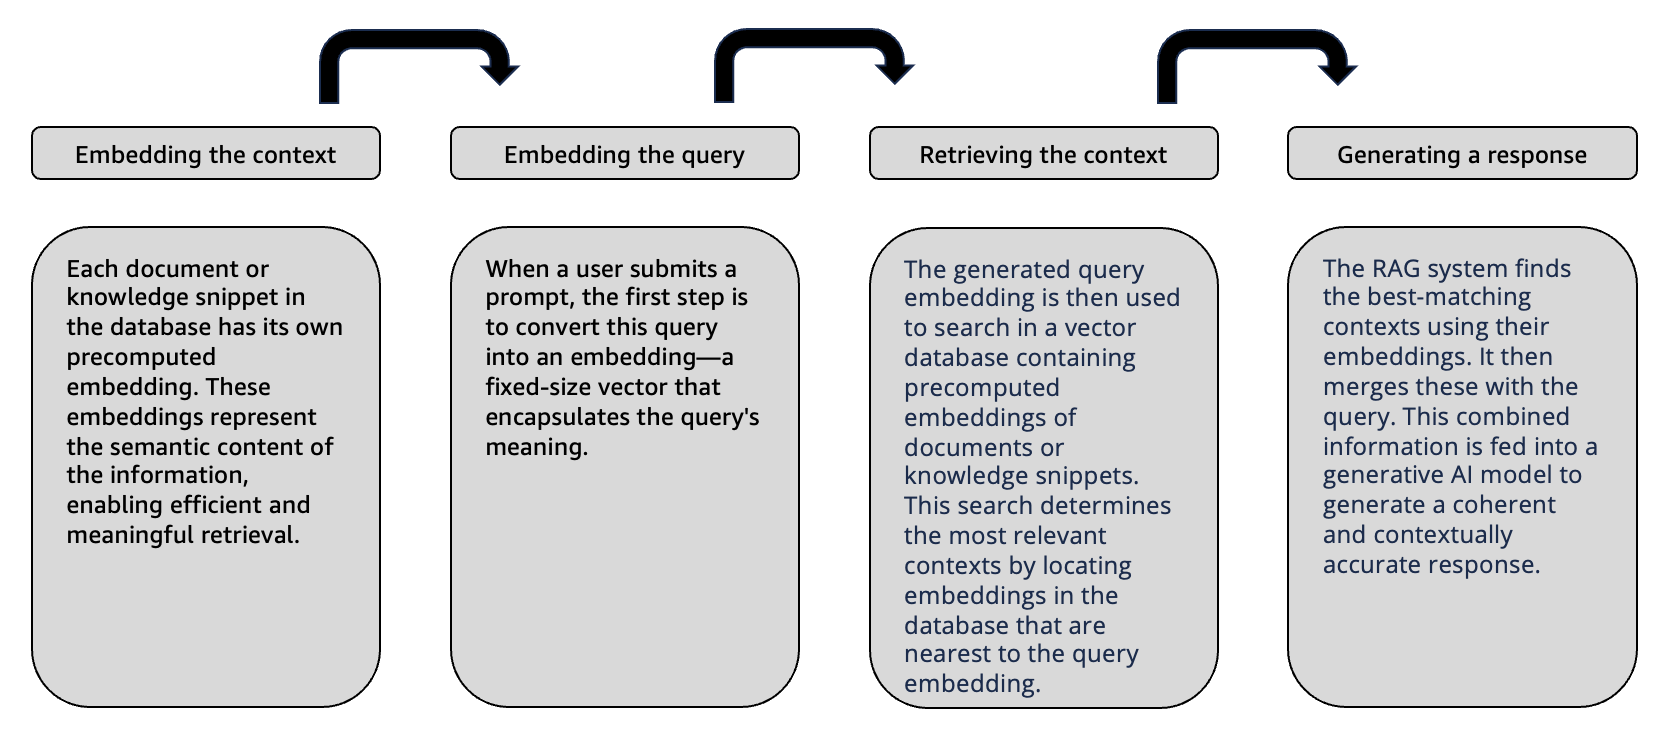 Embedding the context
Embedding the query
Retrieving the context
Generating a response
Each document or
knowledge snippet in
the database has its own
precomputed
embedding. These
embeddings represent
the semantic content of
the information,
enabling efficient and
meaningful retrieval.
When a user submits a
prompt, the first step is
to convert this query
into an embedding—a
fixed-size vector that
encapsulates the query's
meaning.
The generated query
embedding is then used
to search in a vector
database containing
precomputed
embeddings of
documents or
knowledge snippets.
This search determines
the most relevant
contexts by locating
embeddings in the
database that are
nearest to the query
embedding.
The RAG system finds
the best-matching
contexts using their
embeddings. It then
merges these with the
query. This combined
information is fed into a
generative AI model to
generate a coherent
and contextually
accurate response.